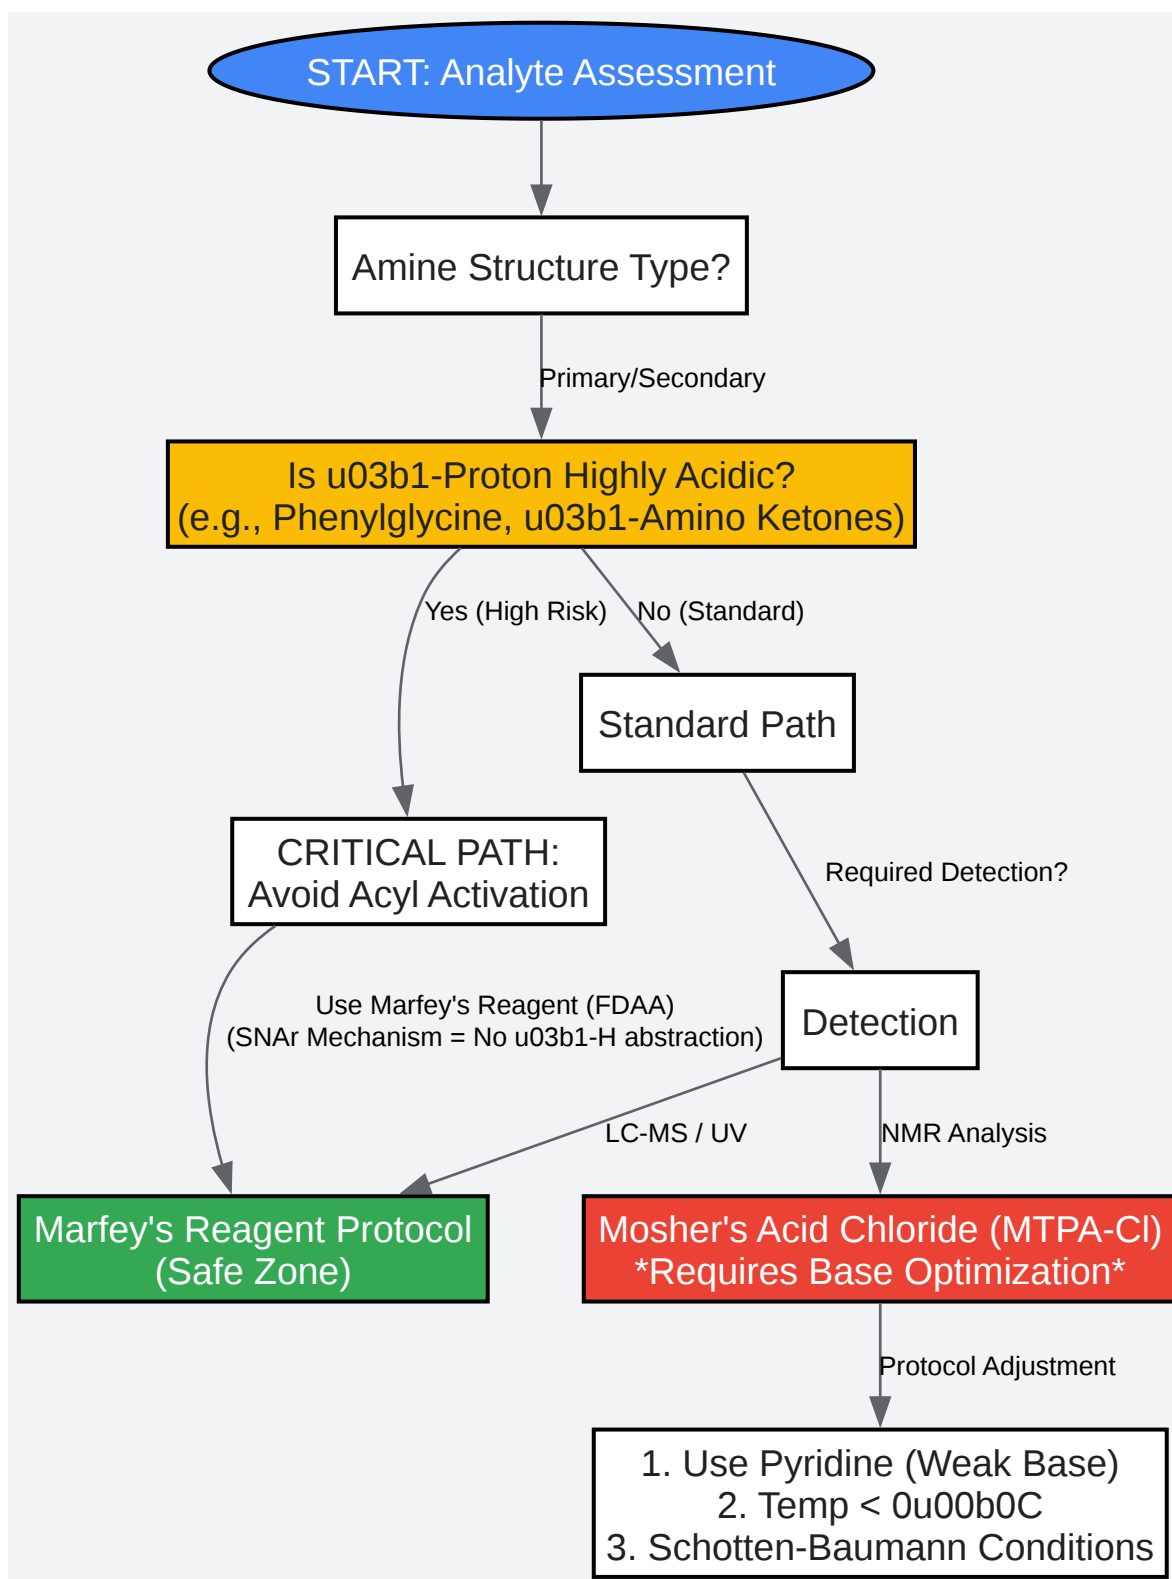 START: Analyte Assessment
Amine Structure Type?
Primary/Secondary
Is u03b1-Proton Highly Acidic?
(e.g., Phenylglycine, u03b1-Amino Ketones)
Yes (High Risk)
No (Standard)
Standard Path
CRITICAL PATH:
Avoid Acyl Activation
Required Detection?
Use Marfey's Reagent (FDAA)
(SNAr Mechanism = No u03b1-H abstraction)
Detection
LC-MS / UV
NMR Analysis
Marfey's Reagent Protocol
(Safe Zone)
Mosher's Acid Chloride (MTPA-Cl)
*Requires Base Optimization*
Protocol Adjustment
1. Use Pyridine (Weak Base)
2. Temp < 0u00b0C
3. Schotten-Baumann Conditions